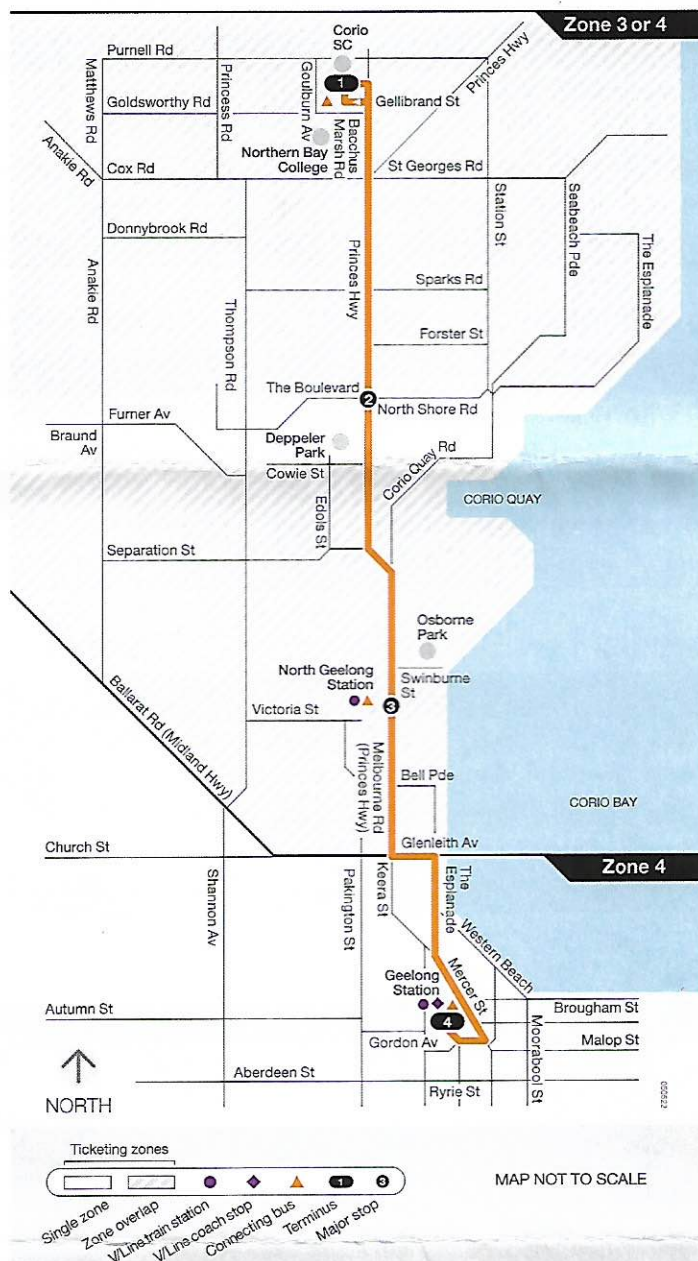 Zone 3 or 4
Corio
SC
Purnell Rd
Matthews Rd
Princess Rd
Goulburn Av
1
Princes Hwy
Goldsworthy Rd
Gellibrand St
Bacchus
Marsh Rd
Northern Bay
College
Anakie Rd
Cox Rd
St Georges Rd
Station St
Seabeach Pde
The Esplanade
Donnybrook Rd
Anakie Rd
Thompson Rd
Princes Hwy
Sparks Rd
Forster St
The Boulevard
2
North Shore Rd
Furner Av
Braund
Av
Deppeler
Park
Cowie St
Corio Quay Rd
CORIO QUAY
Edols St
Separation St
Osborne
Park
North Geelong
Station
Swinburne
St
3
Victoria St
Ballarat Rd (Midland Hwy)
Melbourne Rd
(Princes Hwy)
Bell Pde
CORIO BAY
Glenleith Av
Church St
Zone 4
Shannon Av
Pakington St
Keera St
The
Esplanade
Western Beach
Mercer St
Geelong
Station
4
Brougham St
Autumn St
Gordon Av
Malop St
Moorabool St
Aberdeen St
Ryrie St
NORTH
050522
Ticketing zones
1
3
MAP NOT TO SCALE
Single zone
Zone overlap
V/Line train station
V/Line coach stop
Connecting bus
Terminus
Major stop